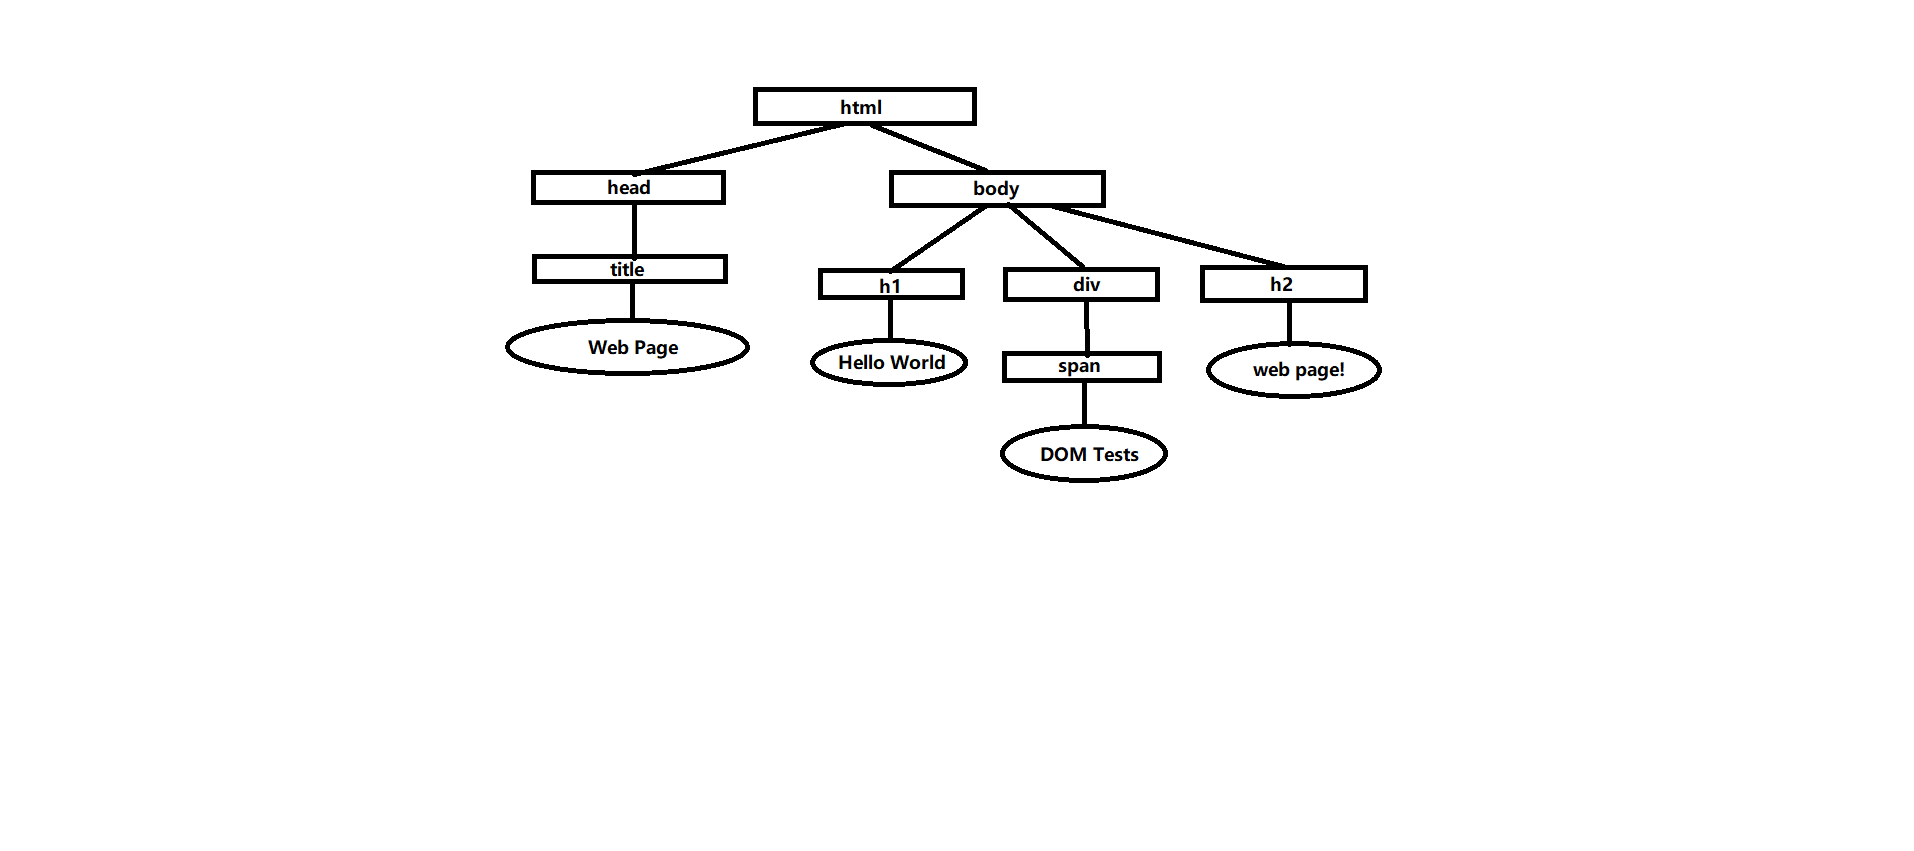 html
head
body
title
h1
div
h2
Web Page
Hello World
span
web page!
DOM Tests